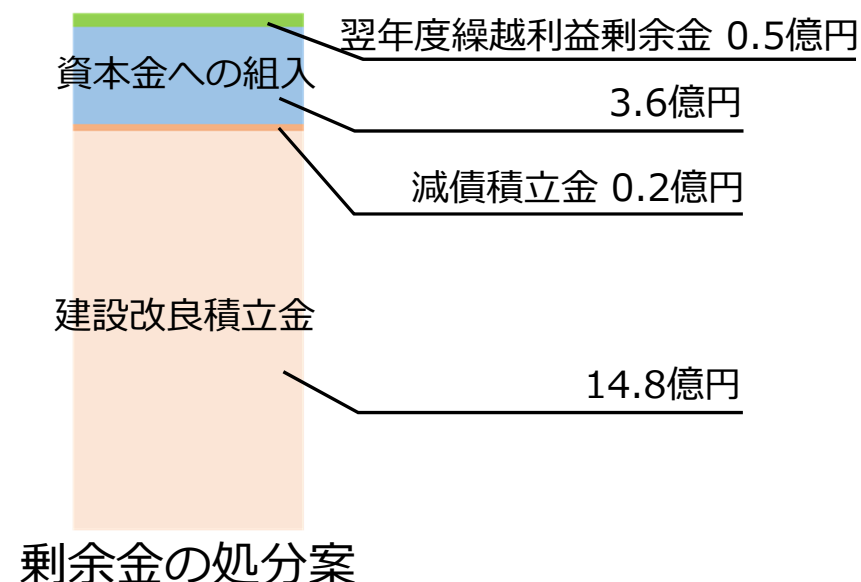 翌年度繰越利益剰余金 0.5億円
資本金への組入
3.6億円
減債積立金 0.2億円
建設改良積立金
14.8億円
剰余金の処分案